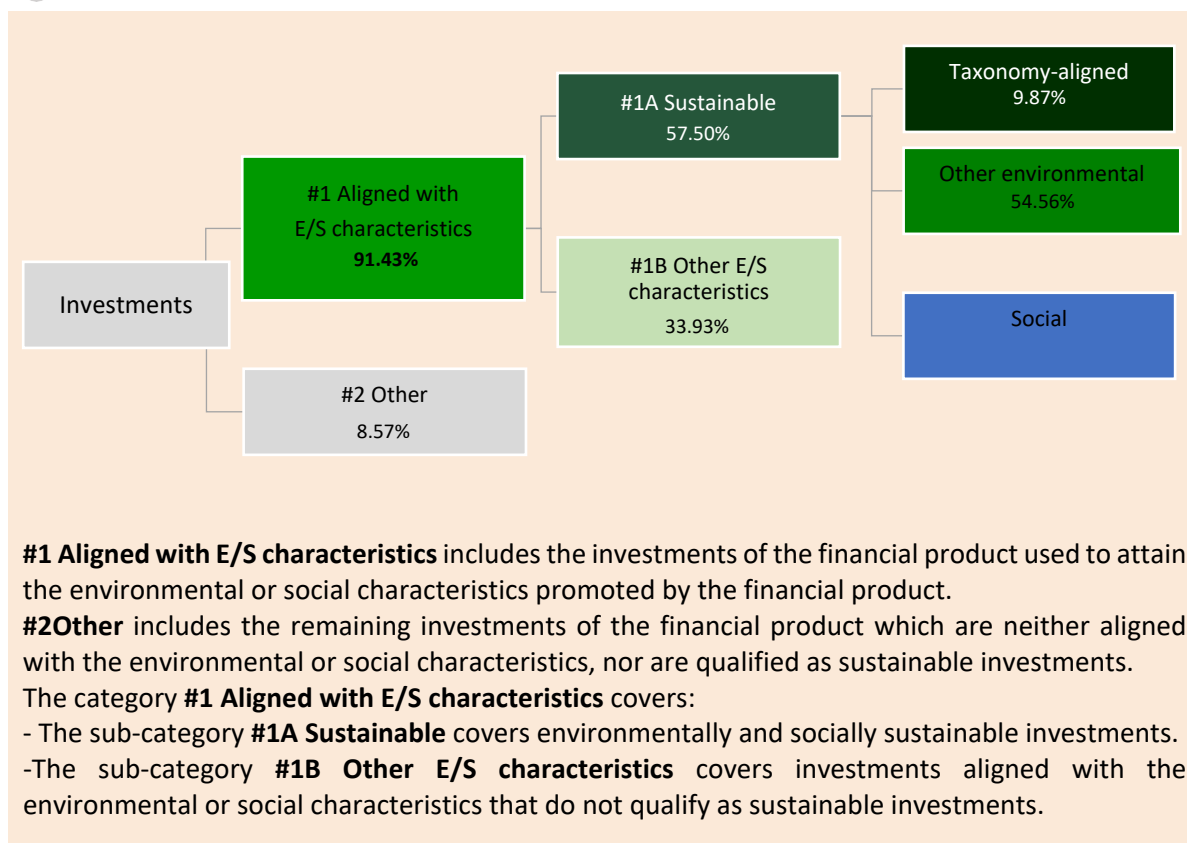 Investments
#1 Aligned with
E/S characteristics
91.43%
#2 Other
8.57%
#1A Sustainable
57.50%
#1B Other E/S
characteristics
33.93%
Taxonomy-aligned
9.87%
Other environmental
54.56%
Social
#1 Aligned with E/S characteristics includes the investments of the financial product used to attain
the environmental or social characteristics promoted by the financial product.
#2Other includes the remaining investments of the financial product which are neither aligned
with the environmental or social characteristics, nor are qualified as sustainable investments.
The category #1 Aligned with E/S characteristics covers:
- The sub-category #1A Sustainable covers environmentally and socially sustainable investments.
-The sub-category #1B Other E/S characteristics covers investments aligned with the
environmental or social characteristics that do not qualify as sustainable investments.